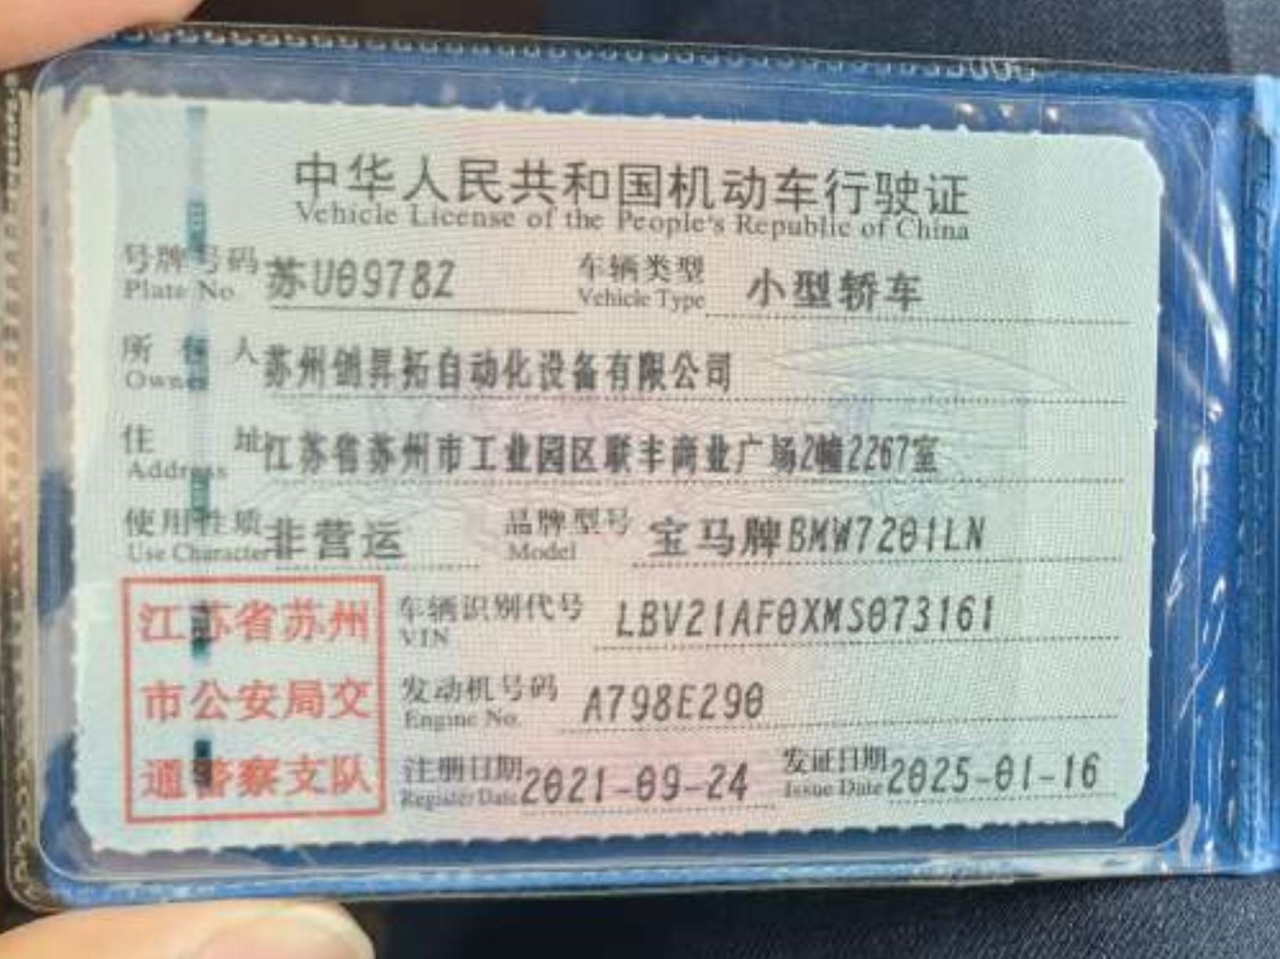 中华人民共和国机动车行驶证
Vehicle License of the People's Republic of China
号牌号码 苏U0978Z 车辆类型 小型轿车
Plate No. Vehicle Type
所有人 苏州创昇拓自动化设备有限公司
Owner
住址 江苏省苏州市工业园区联丰商业广场2幢2267室
Address
使用性质 非营运 品牌型号 宝马牌BMW7201LN
Use Character Model
江苏省苏州
市公安局交
通警察支队
车辆识别代号 LBV21AF0XMS073161
VIN
发动机号码 A798E290
Engine No.
注册日期 2021-09-24 发证日期 2025-01-16
Register Date Issue Date